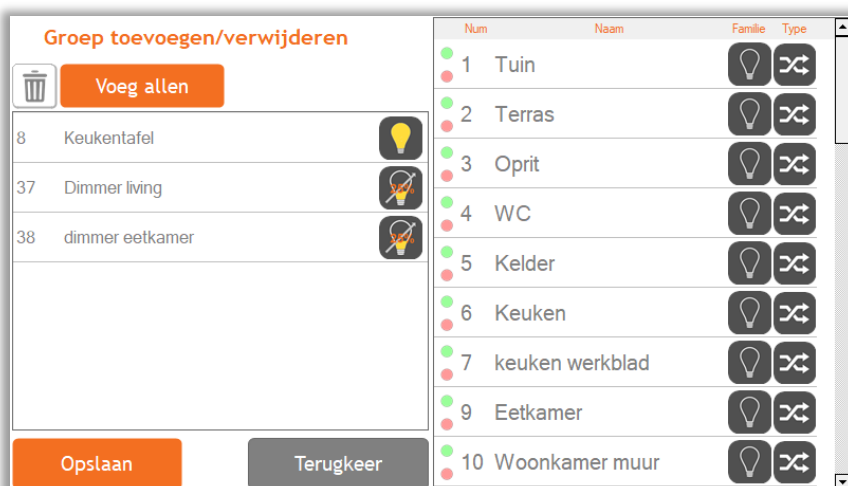 Groep toevoegen/verwijderen
Voeg allen
8 Keukentafel
37 Dimmer living
38 dimmer eetkamer
Opslaan Terugkeer
Num Naam Familie Type
1 Tuin
2 Terras
3 Oprit
4 WC
5 Kelder
6 Keuken
7 keuken werkblad
9 Eetkamer
10 Woonkamer muur